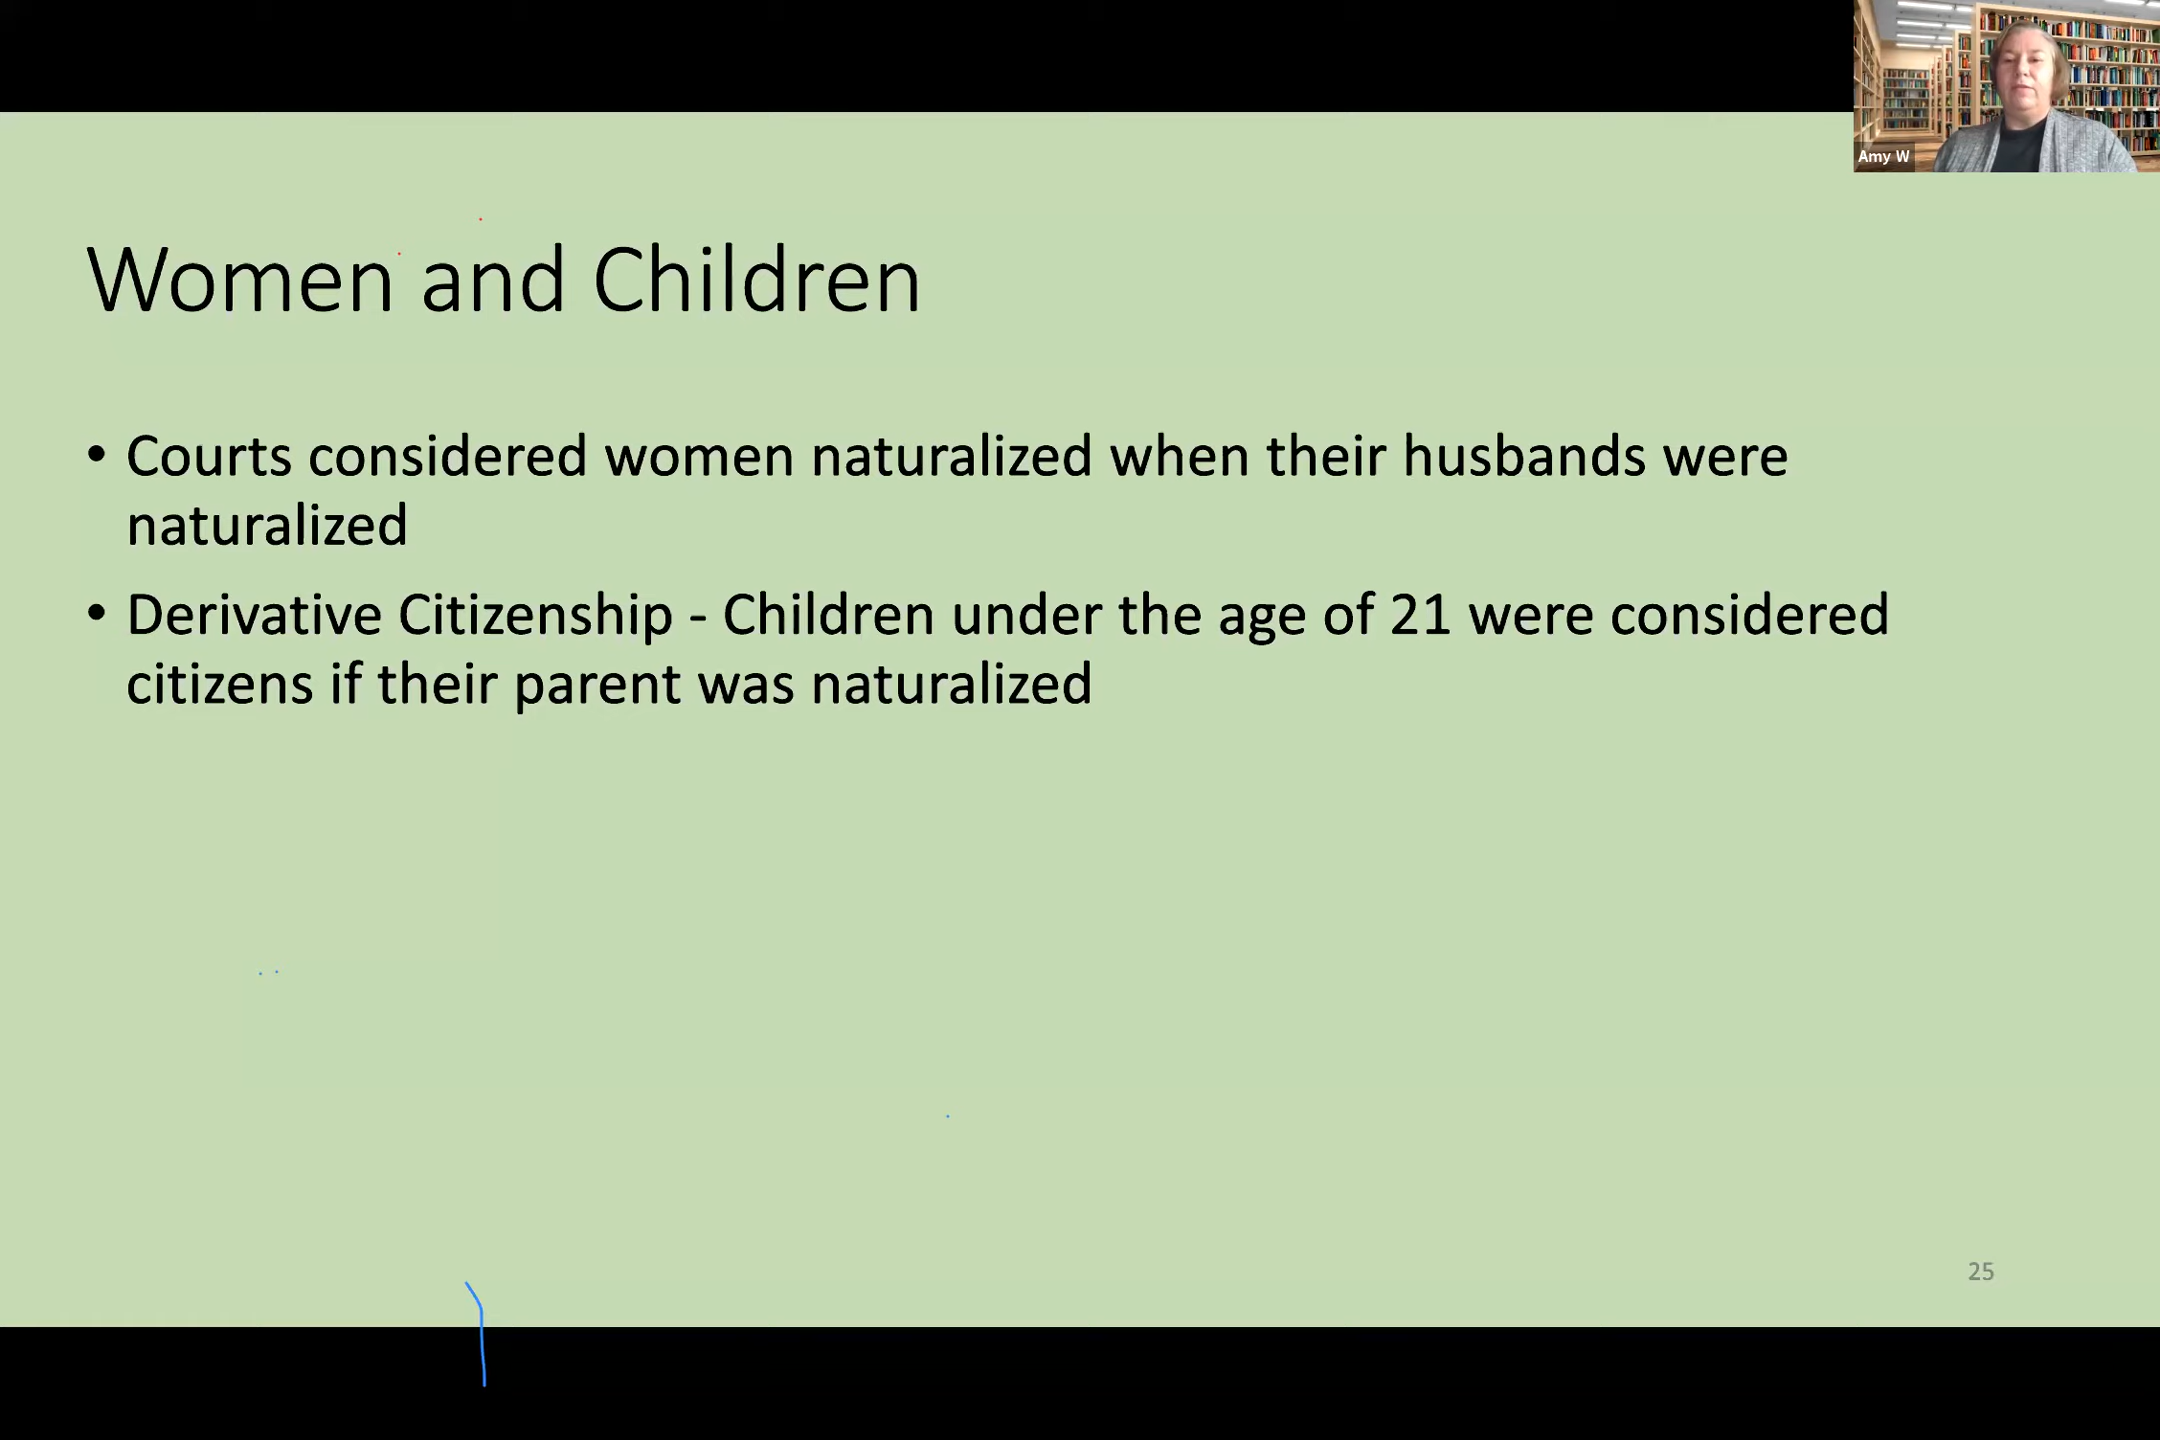 Amy W
Women and Children
• Courts considered women naturalized when their husbands were
naturalized
• Derivative Citizenship - Children under the age of 21 were considered
citizens if their parent was naturalized
25